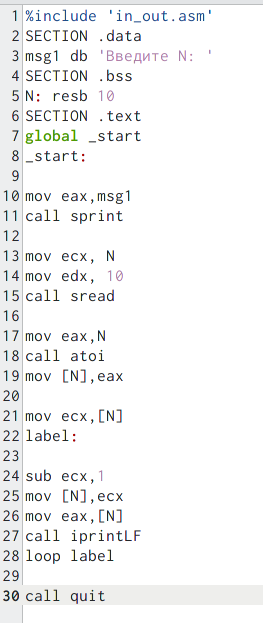 1 %include 'in_out.asm'
2 SECTION .data
3 msg1 db 'Введите N: '
4 SECTION .bss
5 N: resb 10
6 SECTION .text
7 global _start
8 _start:
9
10 mov eax,msg1
11 call sprint
12
13 mov ecx, N
14 mov edx, 10
15 call sread
16
17 mov eax,N
18 call atoi
19 mov [N],eax
20
21 mov ecx,[N]
22 label:
23
24 sub ecx,1
25 mov [N],ecx
26 mov eax,[N]
27 call iprintLF
28 loop label
29
30 call quit